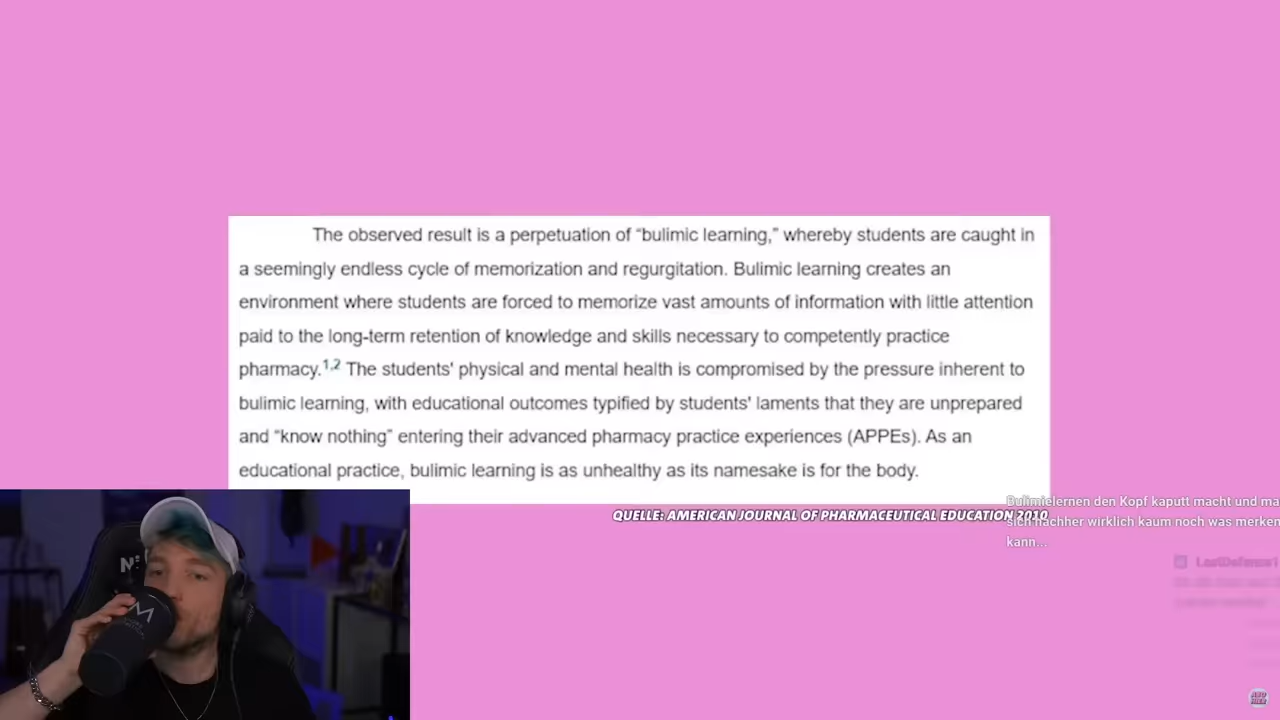 The observed result is a perpetuation of “bulimic learning,” whereby students are caught in
a seemingly endless cycle of memorization and regurgitation. Bulimic learning creates an
environment where students are forced to memorize vast amounts of information with little attention
paid to the long-term retention of knowledge and skills necessary to competently practice
pharmacy.1,2 The students' physical and mental health is compromised by the pressure inherent to
bulimic learning, with educational outcomes typified by students' laments that they are unprepared
and “know nothing” entering their advanced pharmacy practice experiences (APPEs). As an
educational practice, bulimic learning is as unhealthy as its namesake is for the body.
QUELLE: AMERICAN JOURNAL OF PHARMACEUTICAL EDUCATION 2010
Bulimielernen den Kopf kaputt macht und ma
sich nachher wirklich kaum noch was merken
kann...